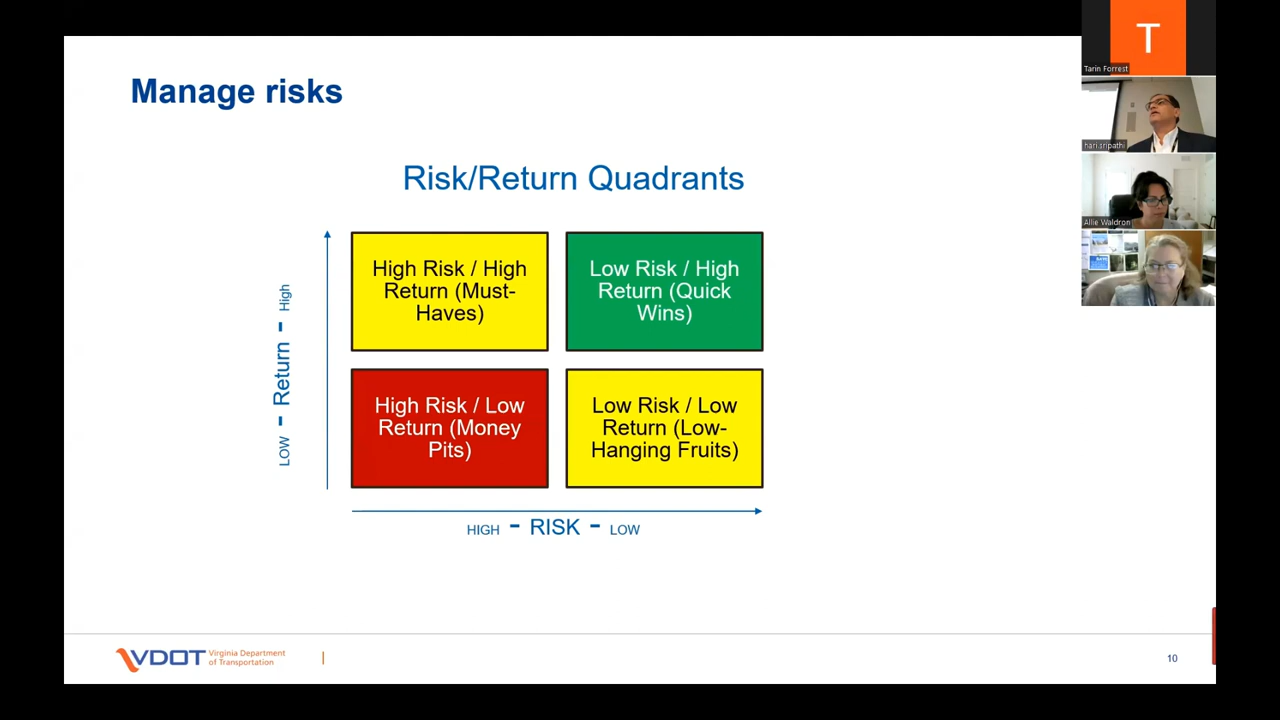 Manage risks
Risk/Return Quadrants
High Risk / High
Return (Must-
Haves)
Low Risk / High
Return (Quick
Wins)
High Risk / Low
Return (Money
Pits)
Low Risk / Low
Return (Low-
Hanging Fruits)
LOW - Return - High
HIGH - RISK - LOW
VDOT Virginia Department
of Transportation
10
T
Tarin Forrest
hari.sripathi
Allie Waldron